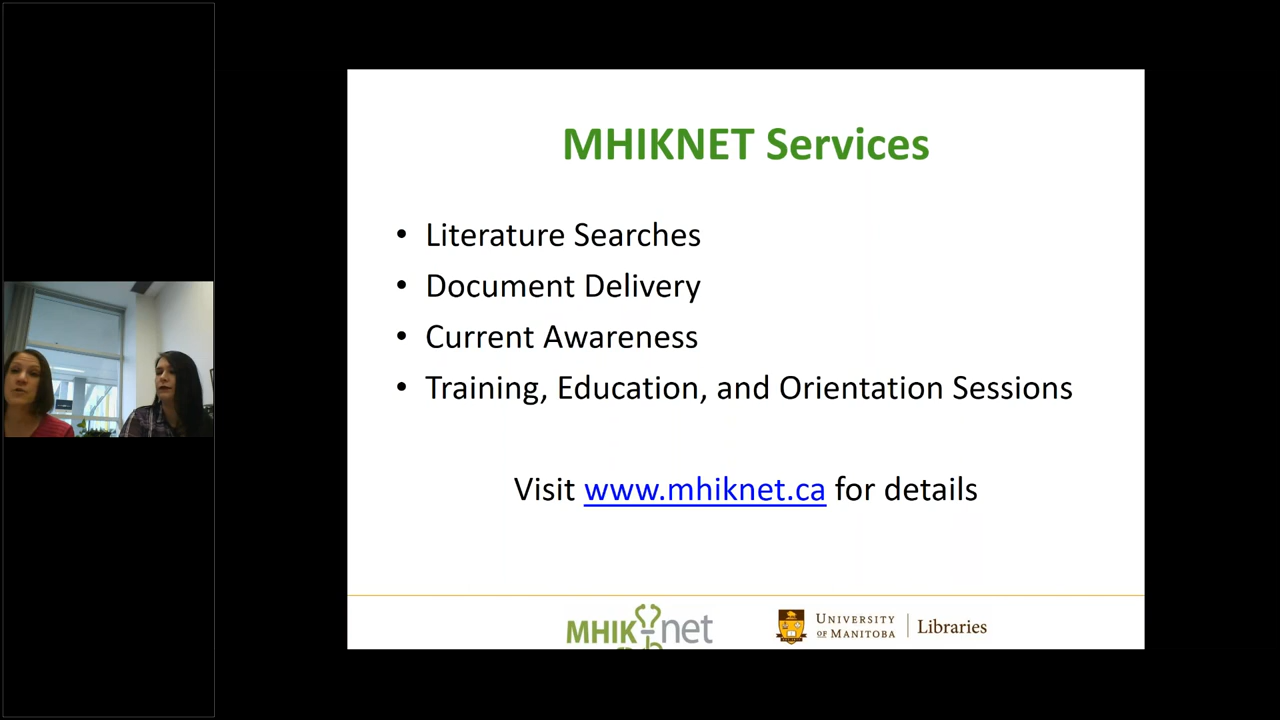 MHIKNET Services
• Literature Searches
• Document Delivery
• Current Awareness
• Training, Education, and Orientation Sessions
Visit www.mhiknet.ca for details
MHIK-net
UNIVERSITY OF MANITOBA
Libraries